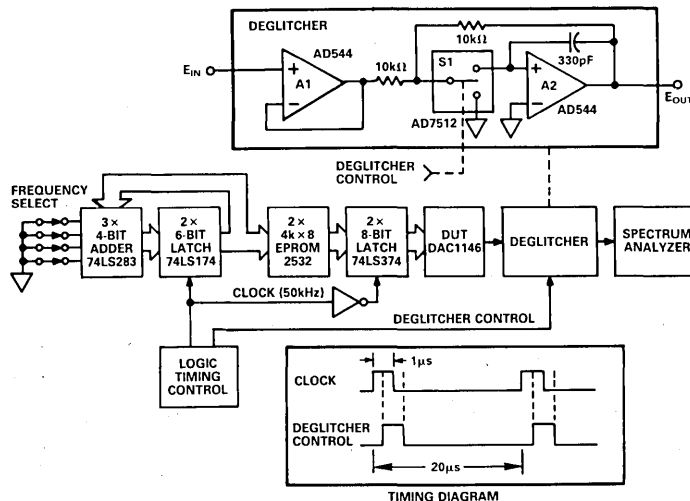 DEGLITCHER
10kΩ
AD544
330pF
EIN
+
A1
−
10kΩ
S1
+
A2
−
AD544
EOUT
AD7512
DEGLITCHER
CONTROL
FREQUENCY
SELECT
3×
4-BIT
ADDER
74LS283
2×
6-BIT
LATCH
74LS174
2×
4k×8
EPROM
2532
2×
8-BIT
LATCH
74LS374
DUT
DAC1146
DEGLITCHER
SPECTRUM
ANALYZER
CLOCK (50kHz)
DEGLITCHER CONTROL
LOGIC
TIMING
CONTROL
1µs
CLOCK
DEGLITCHER
CONTROL
20µs
TIMING DIAGRAM